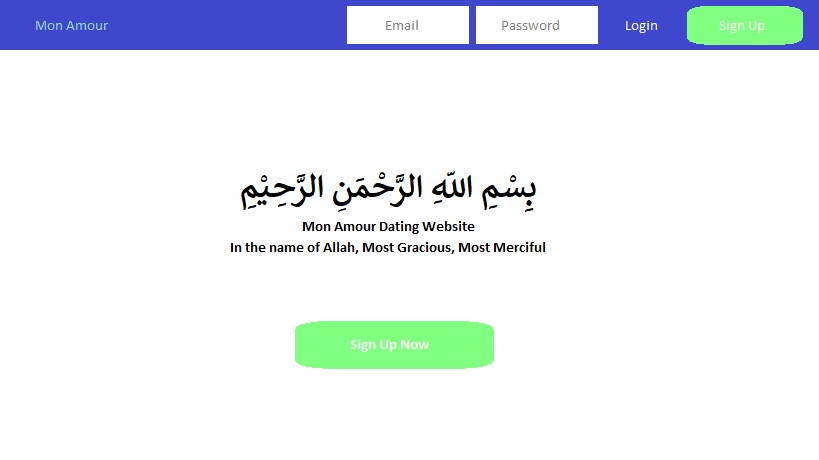 Mon Amour
Email
Password
Login
Sign Up
بِسْمِ اللّهِ الرَّحْمَنِ الرَّحِيْمِ
Mon Amour Dating Website
In the name of Allah, Most Gracious, Most Merciful
Sign Up Now